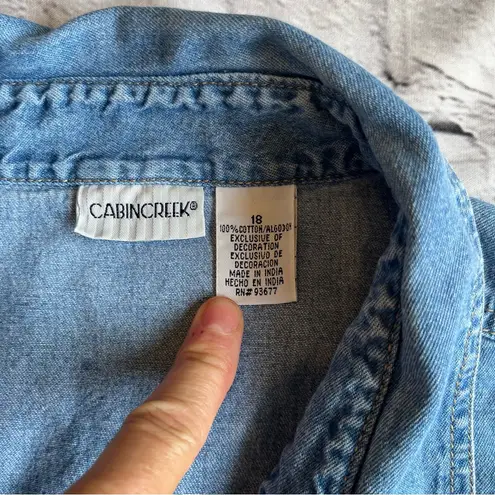 CABINCREEK®
18
100%COTTON/ALGODON
EXCLUSIVE OF
DECORATION
EXCLUSIVO DE
DECORACION
MADE IN INDIA
HECHO EN INDIA
RN# 93677